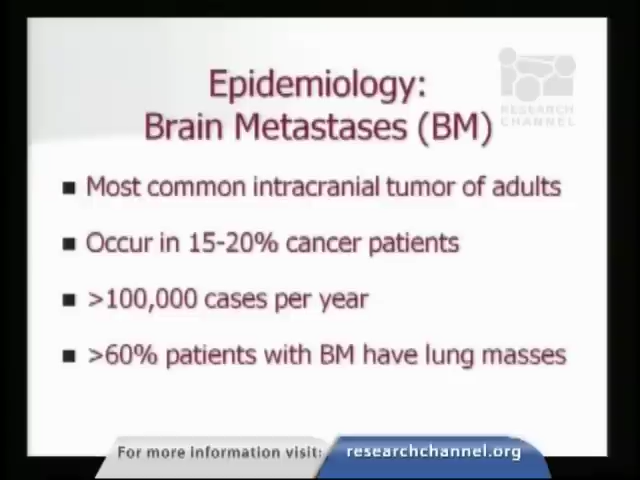 Epidemiology:
Brain Metastases (BM)
RESEARCH
CHANNEL
■ Most common intracranial tumor of adults
■ Occur in 15-20% cancer patients
■ >100,000 cases per year
■ >60% patients with BM have lung masses
For more information visit: researchchannel.org